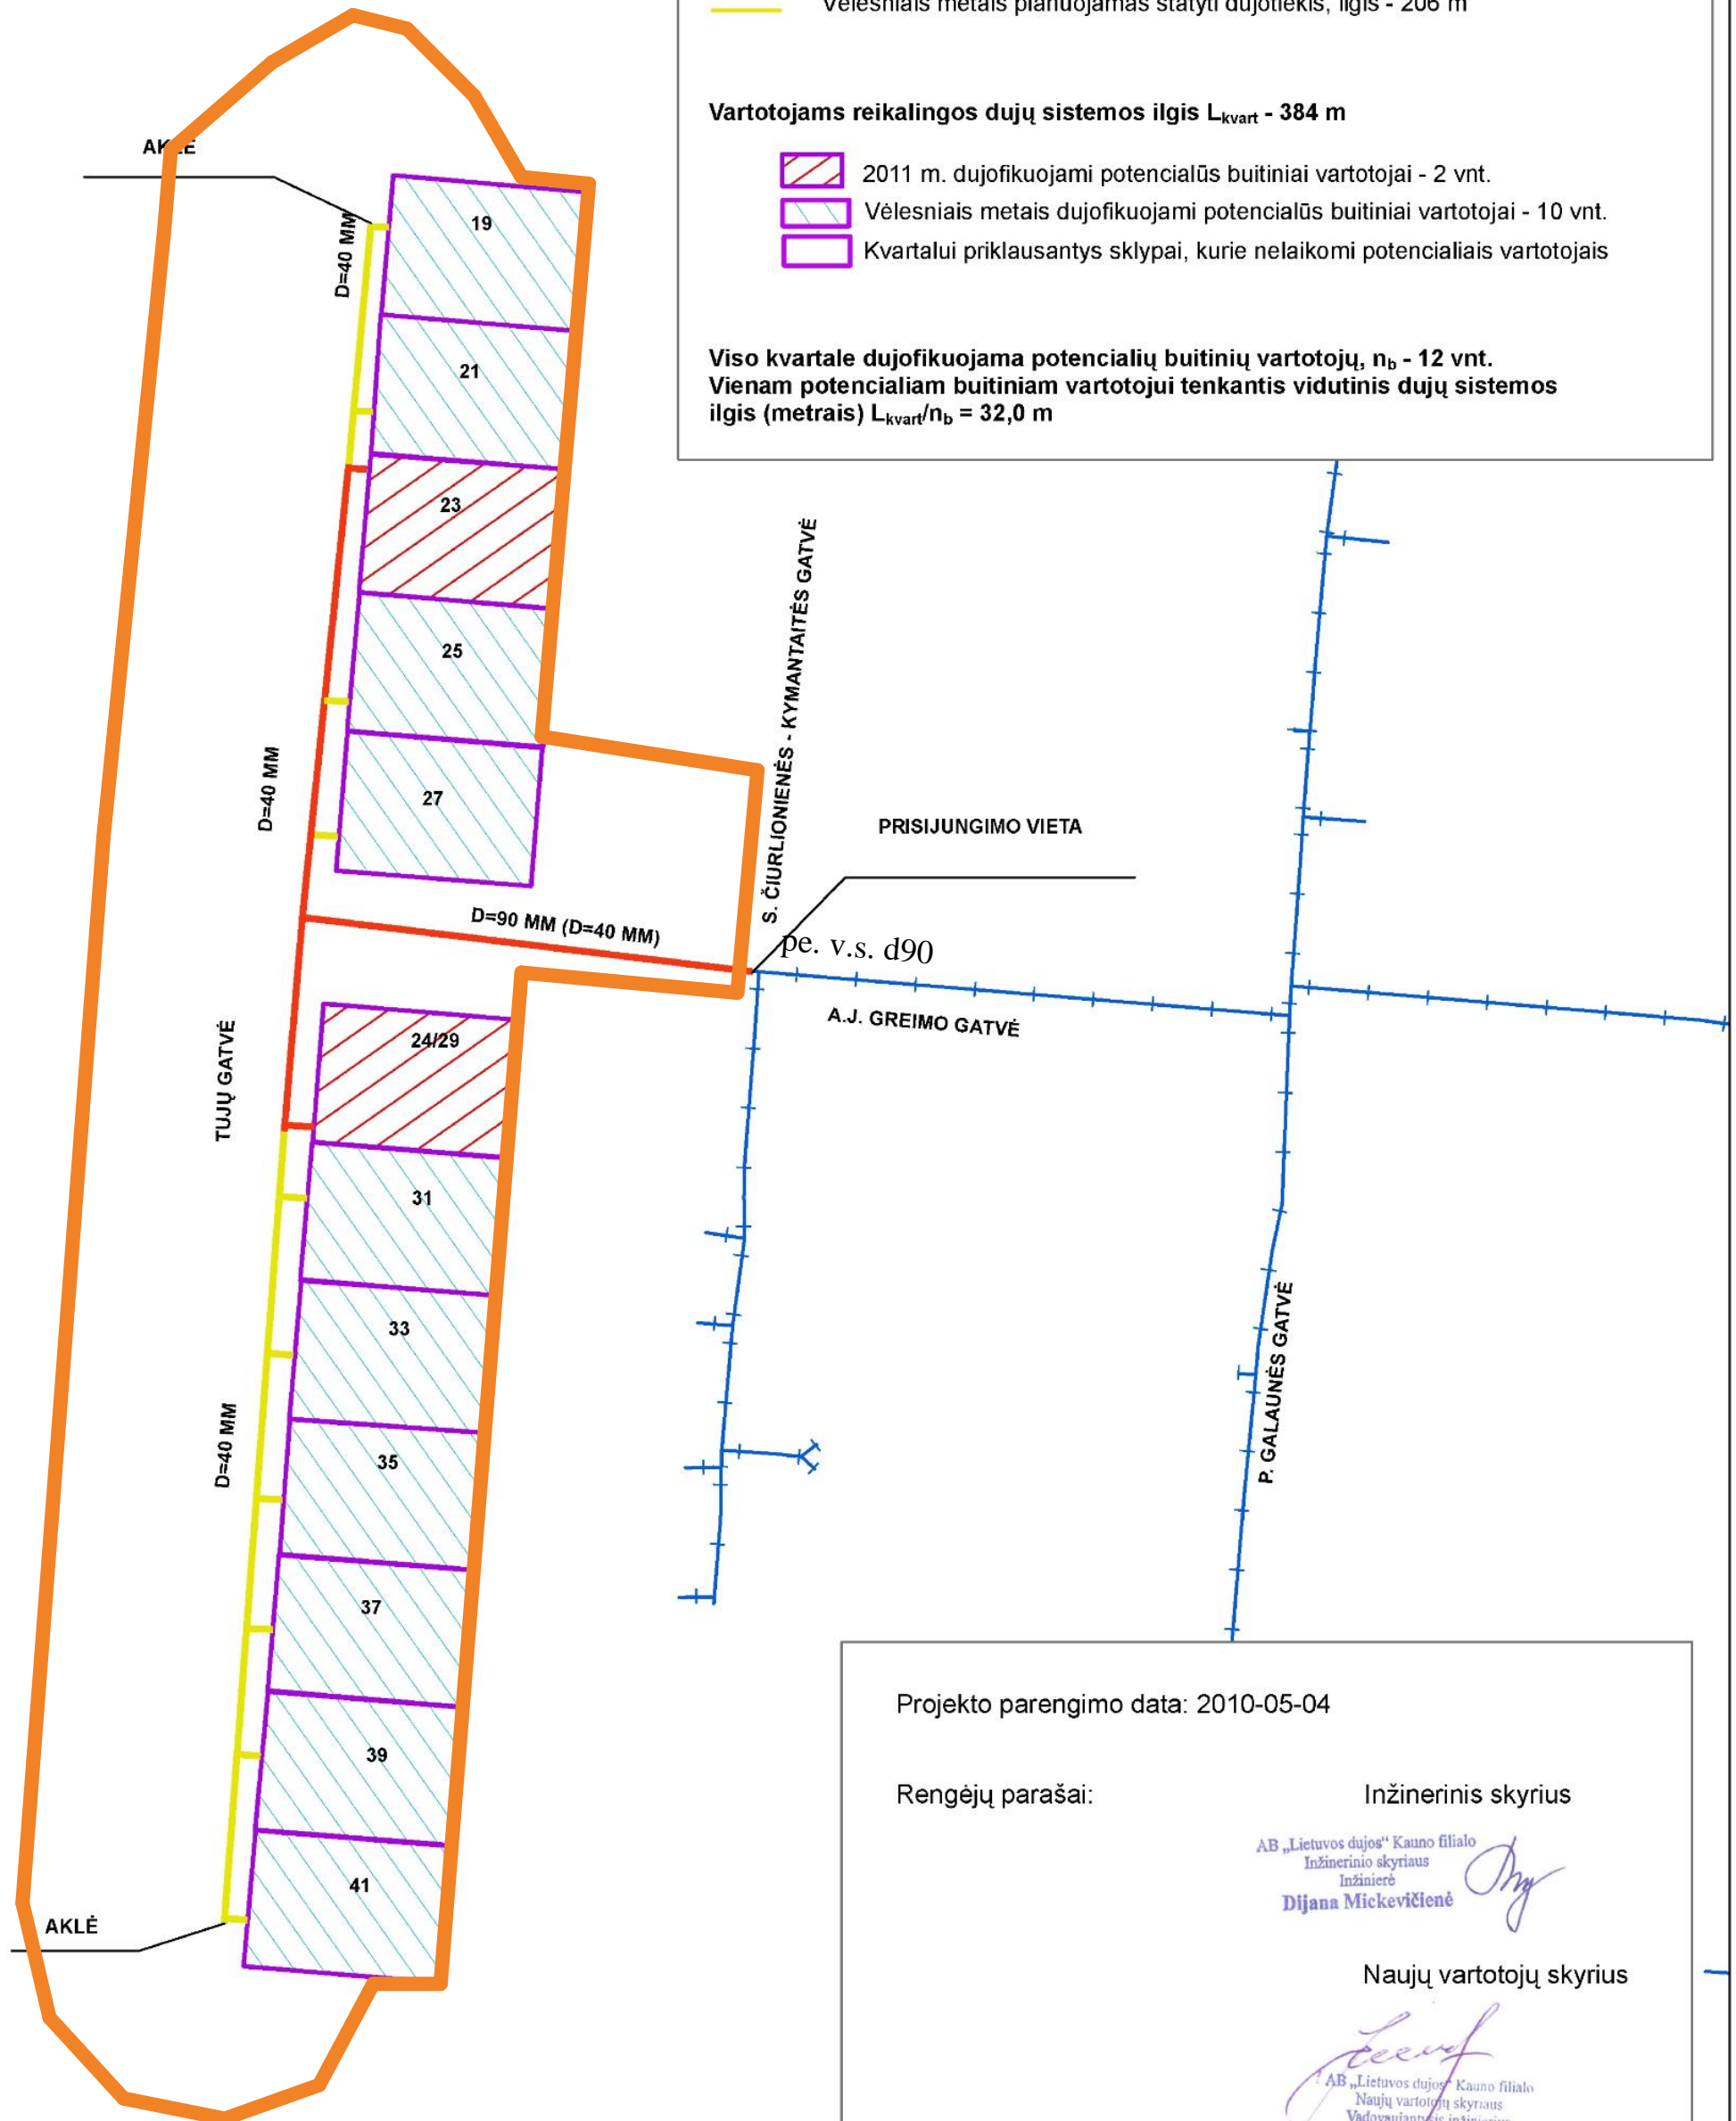 Vėlesniais metais planuojamas statyti dujotiekis, ilgis - 206 m
Vartotojams reikalingos dujų sistemos ilgis Lkvart - 384 m
2011 m. dujofikuojami potencialūs buitiniai vartotojai - 2 vnt.
Vėlesniais metais dujofikuojami potencialūs buitiniai vartotojai - 10 vnt.
Kvartalui priklausantys sklypai, kurie nelaikomi potencialiais vartotojais
Viso kvartale dujofikuojama potencialių buitinių vartotojų, nb - 12 vnt.
Vienam potencialiam buitiniam vartotojui tenkantis vidutinis dujų sistemos
ilgis (metrais) Lkvart/nb = 32,0 m
AKLĖ
D=40 MM
19
21
23
25
27
D=40 MM
S. ČIURLIONIENĖS - KYMANTAITĖS GATVĖ
PRISIJUNGIMO VIETA
D=90 MM (D=40 MM)
pe. v.s. d90
A.J. GREIMO GATVĖ
TUJŲ GATVĖ
24/29
31
33
35
37
39
41
D=40 MM
P. GALAUNĖS GATVĖ
AKLĖ
Projekto parengimo data: 2010-05-04
Rengėjų parašai:
Inžinerinis skyrius
AB „Lietuvos dujos“ Kauno filialo
Inžinerinio skyriaus
Inžinierė
Dijana Mickevičienė
Naujų vartotojų skyrius
AB „Lietuvos dujos“ Kauno filialo
Naujų vartotojų skyriaus